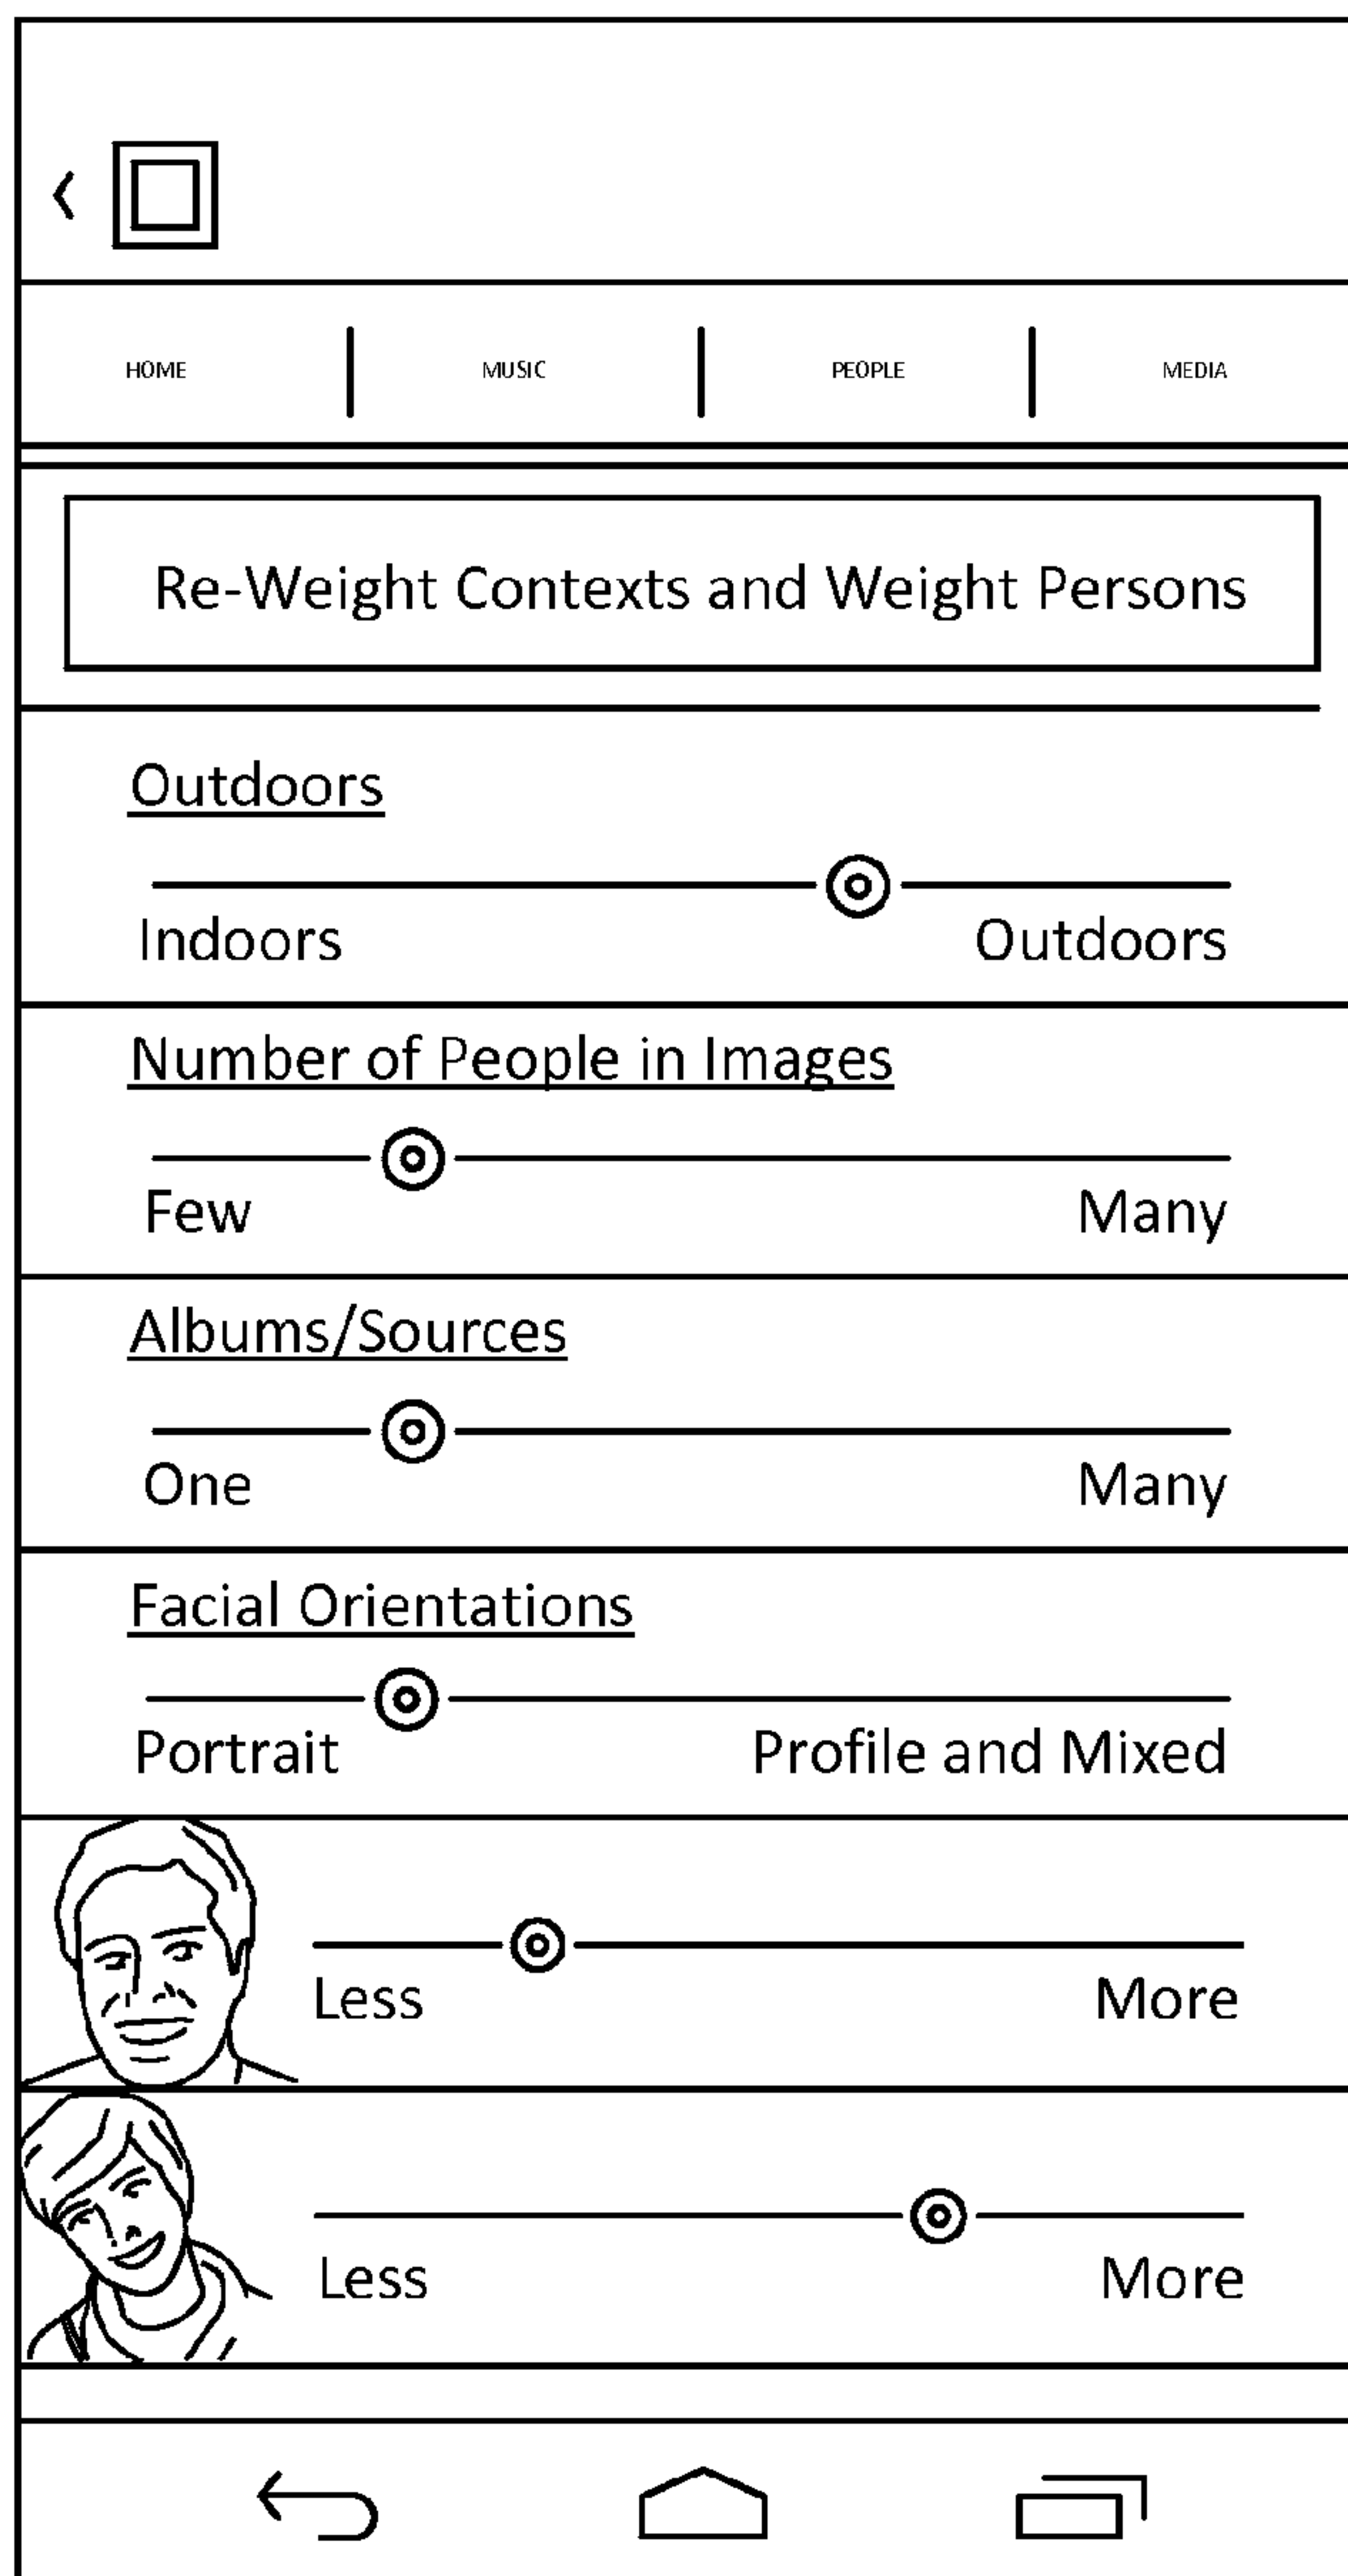 HOME MUSIC PEOPLE MEDIA
Re-Weight Contexts and Weight Persons
Outdoors
Indoors Outdoors
Number of People in Images
Few Many
Albums/Sources
One Many
Facial Orientations
Portrait Profile and Mixed
Less More
Less More